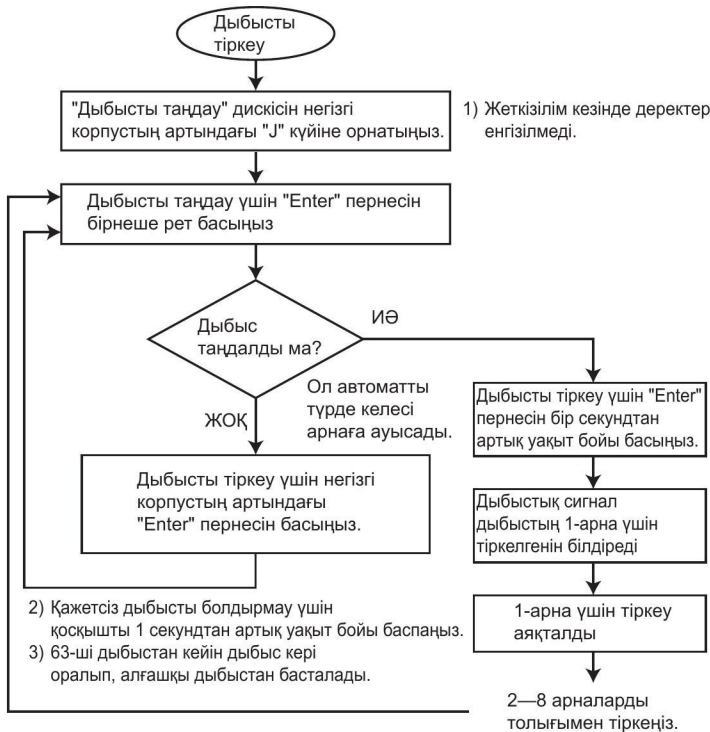 Дыбысты
тіркеу
"Дыбысты таңдау" дискісін негізгі
корпустың артындағы "J" күйіне орнатыңыз.
1) Жеткізілім кезінде деректер
енгізілмеді.
Дыбысты таңдау үшін "Enter" пернесін
бірнеше рет басыңыз
Дыбыс
таңдалды ма?
ИӘ
Ол автоматты
түрде келесі
арнаға ауысады.
ЖОҚ
Дыбысты тіркеу үшін "Enter"
пернесін бір секундтан
артық уақыт бойы басыңыз.
Дыбысты тіркеу үшін негізгі
корпустың артындағы
"Enter" пернесін басыңыз.
Дыбыстық сигнал
дыбыстың 1-арна үшін
тіркелгенін білдіреді
2) Қажетсіз дыбысты болдырмау үшін
қосқышты 1 секундтан артық уақыт бойы баспаңыз.
3) 63-ші дыбыстан кейін дыбыс кері
оралып, алғашқы дыбыстан басталады.
1-арна үшін тіркеу
аяқталды
2—8 арналарды
толығымен тіркеңіз.